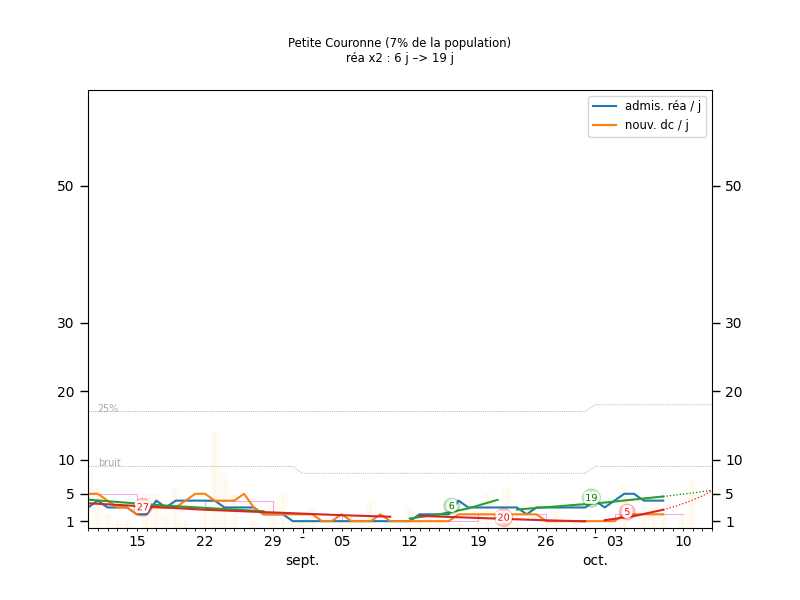 Petite Couronne (7% de la population)
réa x2 : 6 j –> 19 j
admis. réa / j
nouv. dc / j
50 50
30 30
25%
20 20
bruit
10 10
5 5
1 1
27 6 20 19 5
15 22 29 - 05 12 19 26 - 03 10
sept. oct.